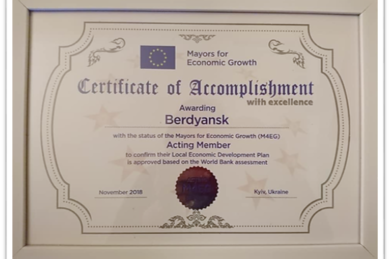 Mayors for
Economic Growth
Certificate of Accomplishment
with excellence
Awarding
Berdyansk
with the status of the Mayors for Economic Growth (M4EG)
Acting Member
to confirm their Local Economic Development Plan
is approved based on the World Bank assessment
November 2018
Kyiv, Ukraine